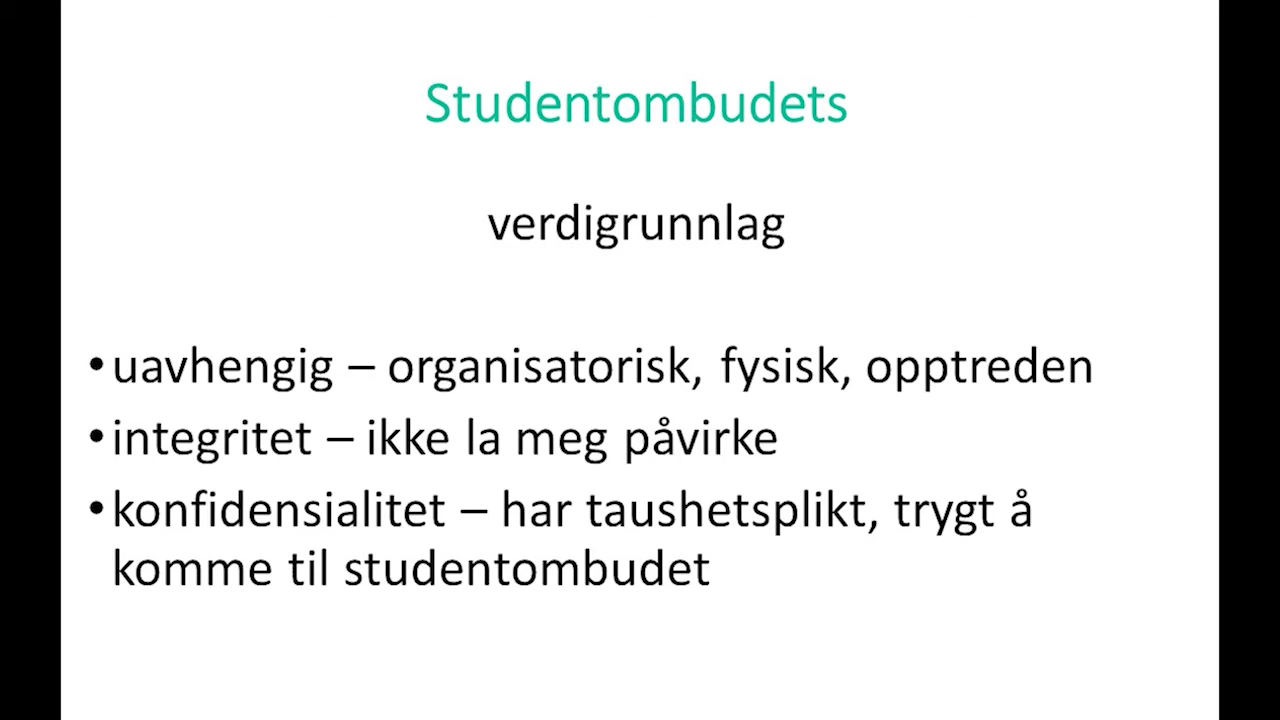 Studentombudets
verdigrunnlag
•uavhengig – organisatorisk, fysisk, opptreden
•integritet – ikke la meg påvirke
•konfidensialitet – har taushetsplikt, trygt å
komme til studentombudet